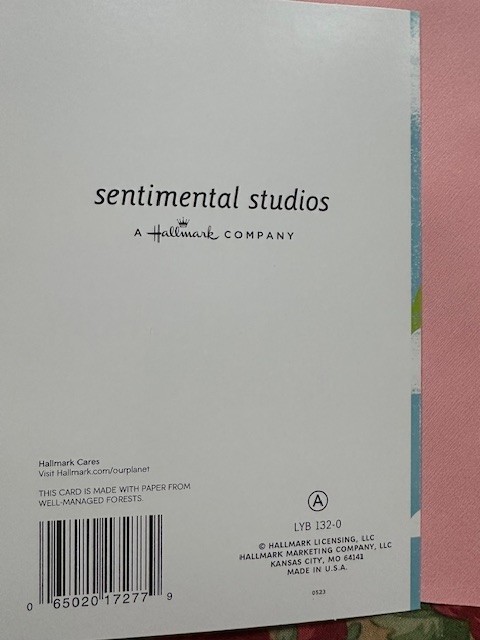 sentimental studios
A Hallmark COMPANY
Hallmark Cares
Visit Hallmark.com/ourplanet
THIS CARD IS MADE WITH PAPER FROM
WELL-MANAGED FORESTS.
A
LYB 132-0
© HALLMARK LICENSING, LLC
HALLMARK MARKETING COMPANY, LLC
KANSAS CITY, MO 64141
MADE IN U.S.A.
0523
0 65020 17277 9